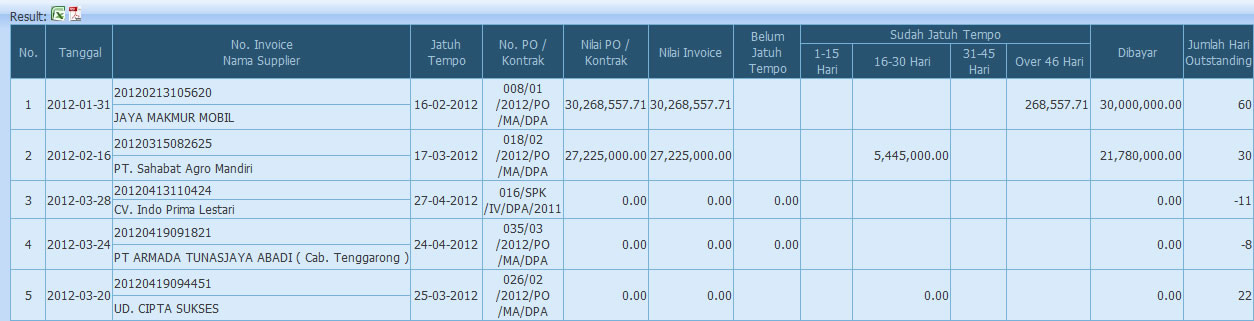 Result:
No. Tanggal No. Invoice Nama Supplier Jatuh Tempo No. PO / Kontrak Nilai PO / Kontrak Nilai Invoice Belum Jatuh Tempo Sudah Jatuh Tempo Dibayar Jumlah Hari Outstanding
1-15 Hari 16-30 Hari 31-45 Hari Over 46 Hari
1 2012-01-31 20120213105620 16-02-2012 008/01 /2012/PO /MA/DPA 30,268,557.71 30,268,557.71 268,557.71 30,000,000.00 60
JAYA MAKMUR MOBIL
2 2012-02-16 20120315082625 17-03-2012 018/02 /2012/PO /MA/DPA 27,225,000.00 27,225,000.00 5,445,000.00 21,780,000.00 30
PT. Sahabat Agro Mandiri
3 2012-03-28 20120413110424 27-04-2012 016/SPK /IV/DPA/2011 0.00 0.00 0.00 0.00 -11
CV. Indo Prima Lestari
4 2012-03-24 20120419091821 24-04-2012 035/03 /2012/PO /MA/DPA 0.00 0.00 0.00 0.00 -8
PT ARMADA TUNASJAYA ABADI ( Cab. Tenggarong )
5 2012-03-20 20120419094451 25-03-2012 026/02 /2012/PO /MA/DPA 0.00 0.00 0.00 0.00 22
UD. CIPTA SUKSES